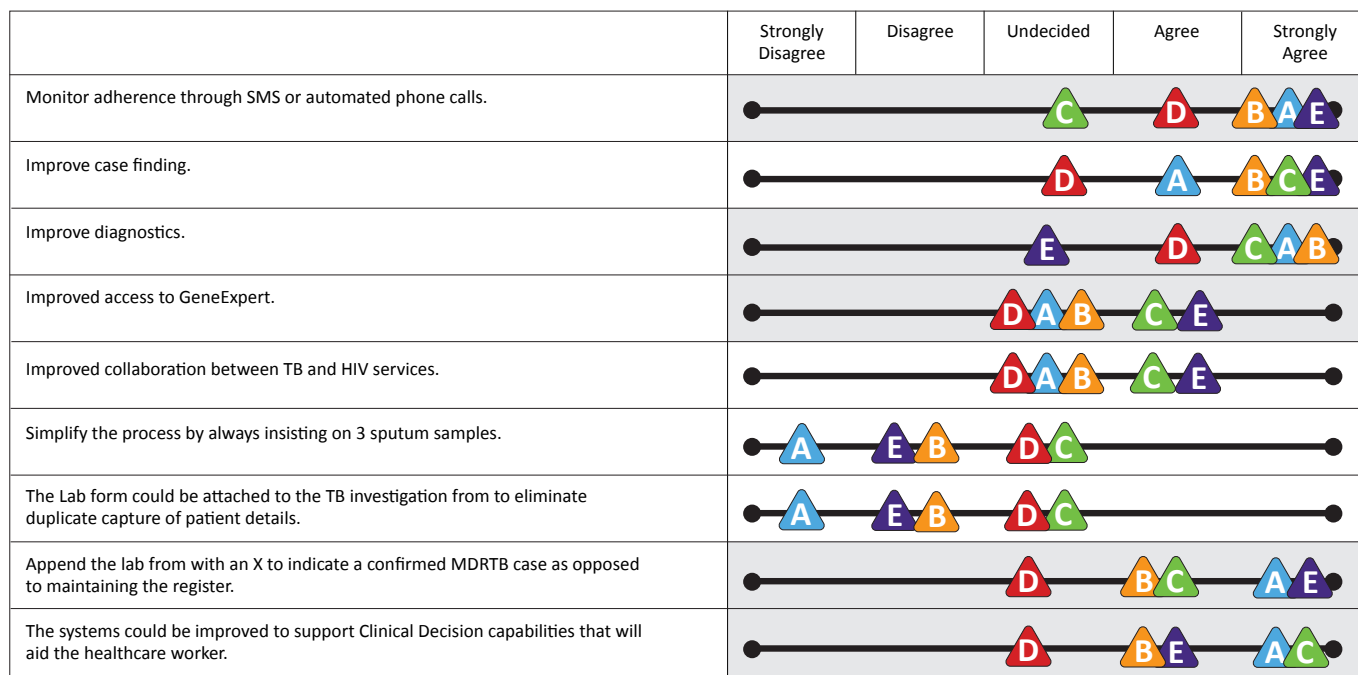 Strongly Disagree Undecided Agree Strongly
Disagree Agree
Monitor adherence through SMS or automated phone calls.
C D B A E
Improve case finding.
D A B C E
Improve diagnostics.
E D C A B
Improved access to GeneExpert.
D A B C E
Improved collaboration between TB and HIV services.
D A B C E
Simplify the process by always insisting on 3 sputum samples.
A E B D C
The Lab form could be attached to the TB investigation from to eliminate
duplicate capture of patient details.
A E B D C
Append the lab from with an X to indicate a confirmed MDRTB case as opposed
to maintaining the register.
D B C A E
The systems could be improved to support Clinical Decision capabilities that will
aid the healthcare worker.
D B E A C